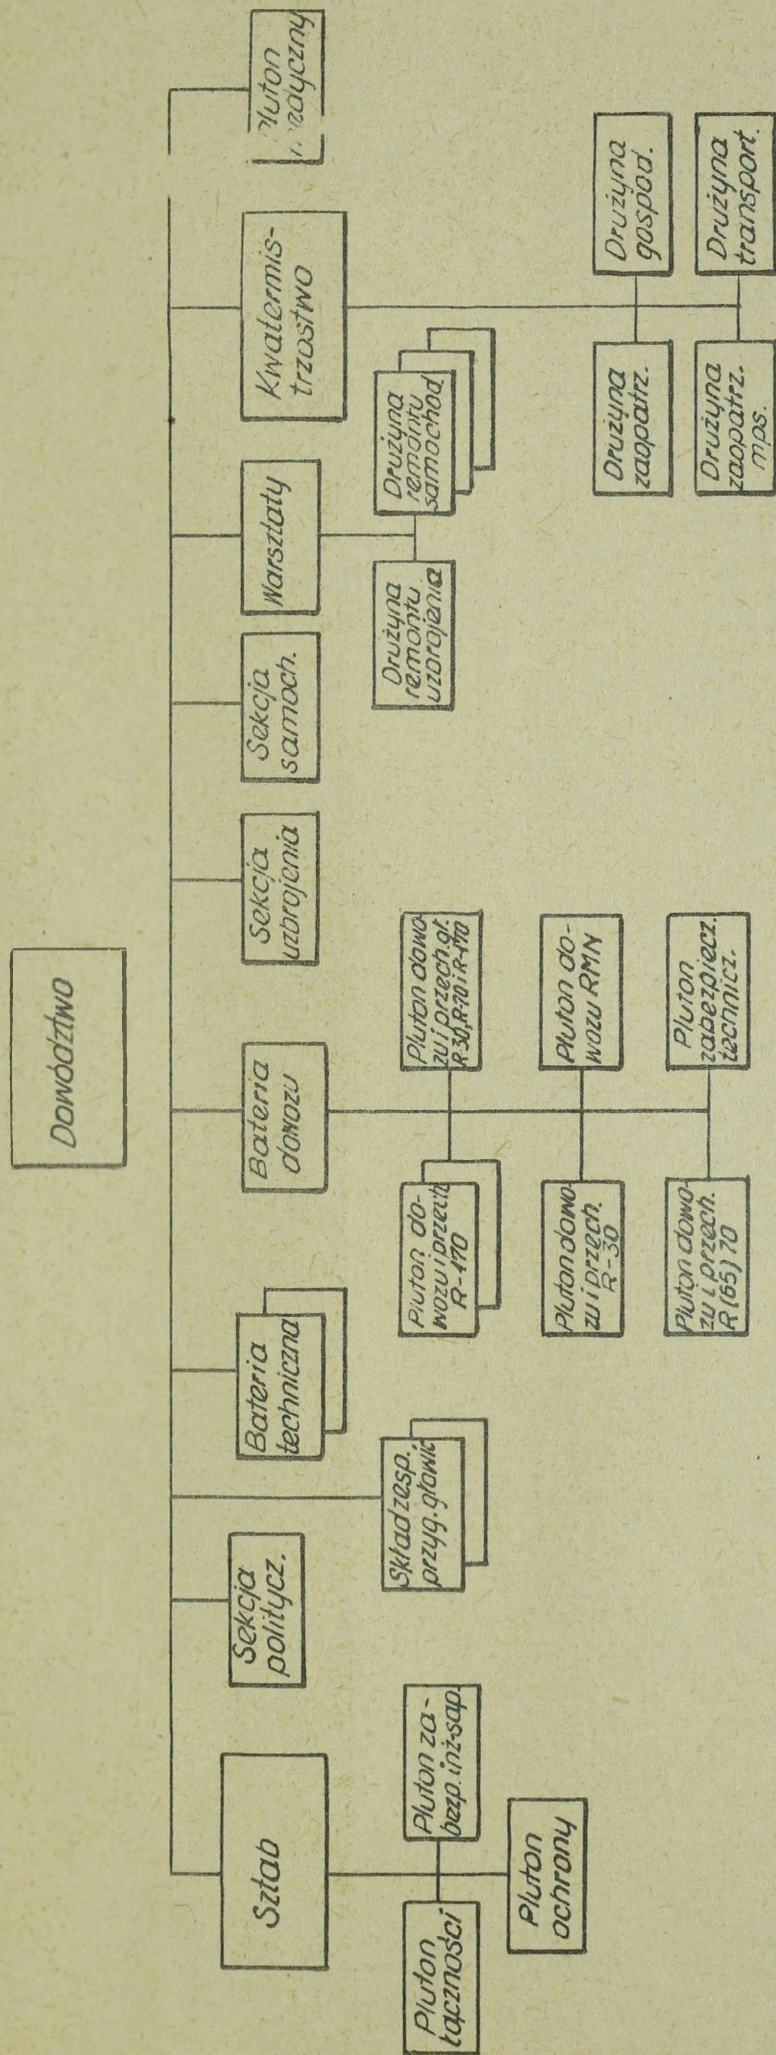 Dowództwo
Sztab
Sekcja
politycz.
Bateria
techniczna
Bateria
dowozu
Sekcja
uzbrojenia
Sekcja
samoch.
Warsztaty
Kwatermis-
trzostwo
Pluton
medyczny
Pluton
łączności
Pluton za-
bezp. inż-sap.
Pluton
ochrony
Skład zesp.
przyg. głowic
Pluton do-
wozu i przech
R-170
Pluton dowo
zu i przech. gł.
R-30, R-70 i R-170
Pluton dowo
zu i przech.
R-30
Pluton do-
wozu RMN
Pluton dowo-
zu i przech.
R(65)70
Pluton
zabezpiecz.
technicz.
Drużyna
remontu
uzbrojenia
Drużyna
remontu
samochod
Drużyna
zaopatrz.
Drużyna
gospod.
Drużyna
zaopatrz.
mps.
Drużyna
transport.